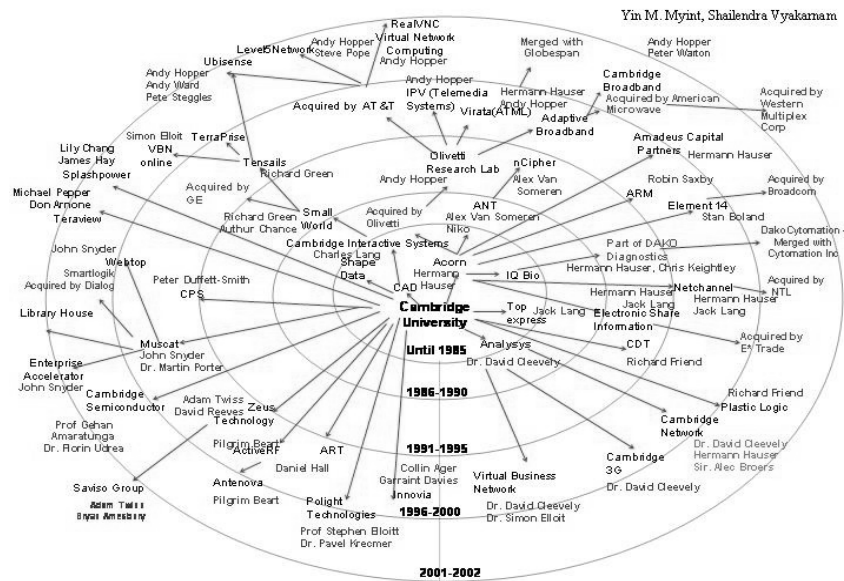 Yin M. Myint, Shailendra Vyakarnam
RealVNC
Virtual Network
Computing
Andy Hopper
Level5Network
Andy Hopper
Steve Pope
Ubisense
Andy Hopper
Andy Ward
Pete Steggles
Merged with
Globespan
Andy Hopper
Peter Warton
Andy Hopper
IPV (Telemedia
Systems)
Hermann Hauser
Andy Hopper
Virata(ATML)
Cambridge
Broadband
Acquired by American
Microwave
Acquired by
Western
Multiplex
Corp
Acquired by AT &T
Adaptive
Broadband
Simon Elloit
TerraPrise
VBN
online
Tensails
Richard Green
Olivetti
Research Lab
Andy Hopper
nCipher
Alex Van
Someren
Amadeus Capital
Partners
Hermann Hauser
Lily Chang
James Hay
Splashpower
Michael Pepper
Don Arnone
Teraview
Acquired by
GE
Richard Green
Authur Chance
Small
World
Acquired by
Olivetti
ANT
Alex Van Someren
Niko
Robin Saxby
ARM
Element 14
Stan Boland
Acquired by
Broadcom
Cambridge Interactive Systems
Charles Lang
Acorn
Hermann
Hauser
Part of DAKO
Diagnostics
Hermann Hauser, Chris Keightley
DakoCytomation -
Merged with
Cytomation Inc
John Snyder
Webtop
Smartlogik
Acquired by Dialog
Peter Duffett-Smith
CPS
Shape
Data
CAD
IQ Bio
Hermann Hauser
Jack Lang
Netchannel
Hermann Hauser
Jack Lang
Acquired by
NTL
Library House
Cambridge
University
Top
express
Jack Lang
Electronic Share
Information
Muscat
John Snyder
Dr. Martin Porter
Until 1985
Analysys
Dr. David Cleevely
CDT
Richard Friend
Acquired by
E* Trade
Enterprise
Accelerator
John Snyder
Cambridge
Semiconductor
Prof Gehan
Amaratunga
Dr. Florin Udrea
Adam Twiss
David Reeves
Zeus
Technology
1986-1990
Richard Friend
Plastic Logic
Cambridge
Network
Dr. David Cleevely
Hermann Hauser
Sir. Alec Broers
Pilgrim Beart
ActiveRF
ART
Daniel Hall
1991-1995
Cambridge
3G
Dr. David Cleevely
Saviso Group
Adam Twiss
Antenova
Pilgrim Beart
Collin Ager
Garraint Davies
Innovia
Virtual Business
Network
Dr. David Cleevely
Dr. Simon Elloit
Polight
Technologies
Prof Stephen Elloitt
Dr. Pavel Krecmer
1996-2000
2001-2002